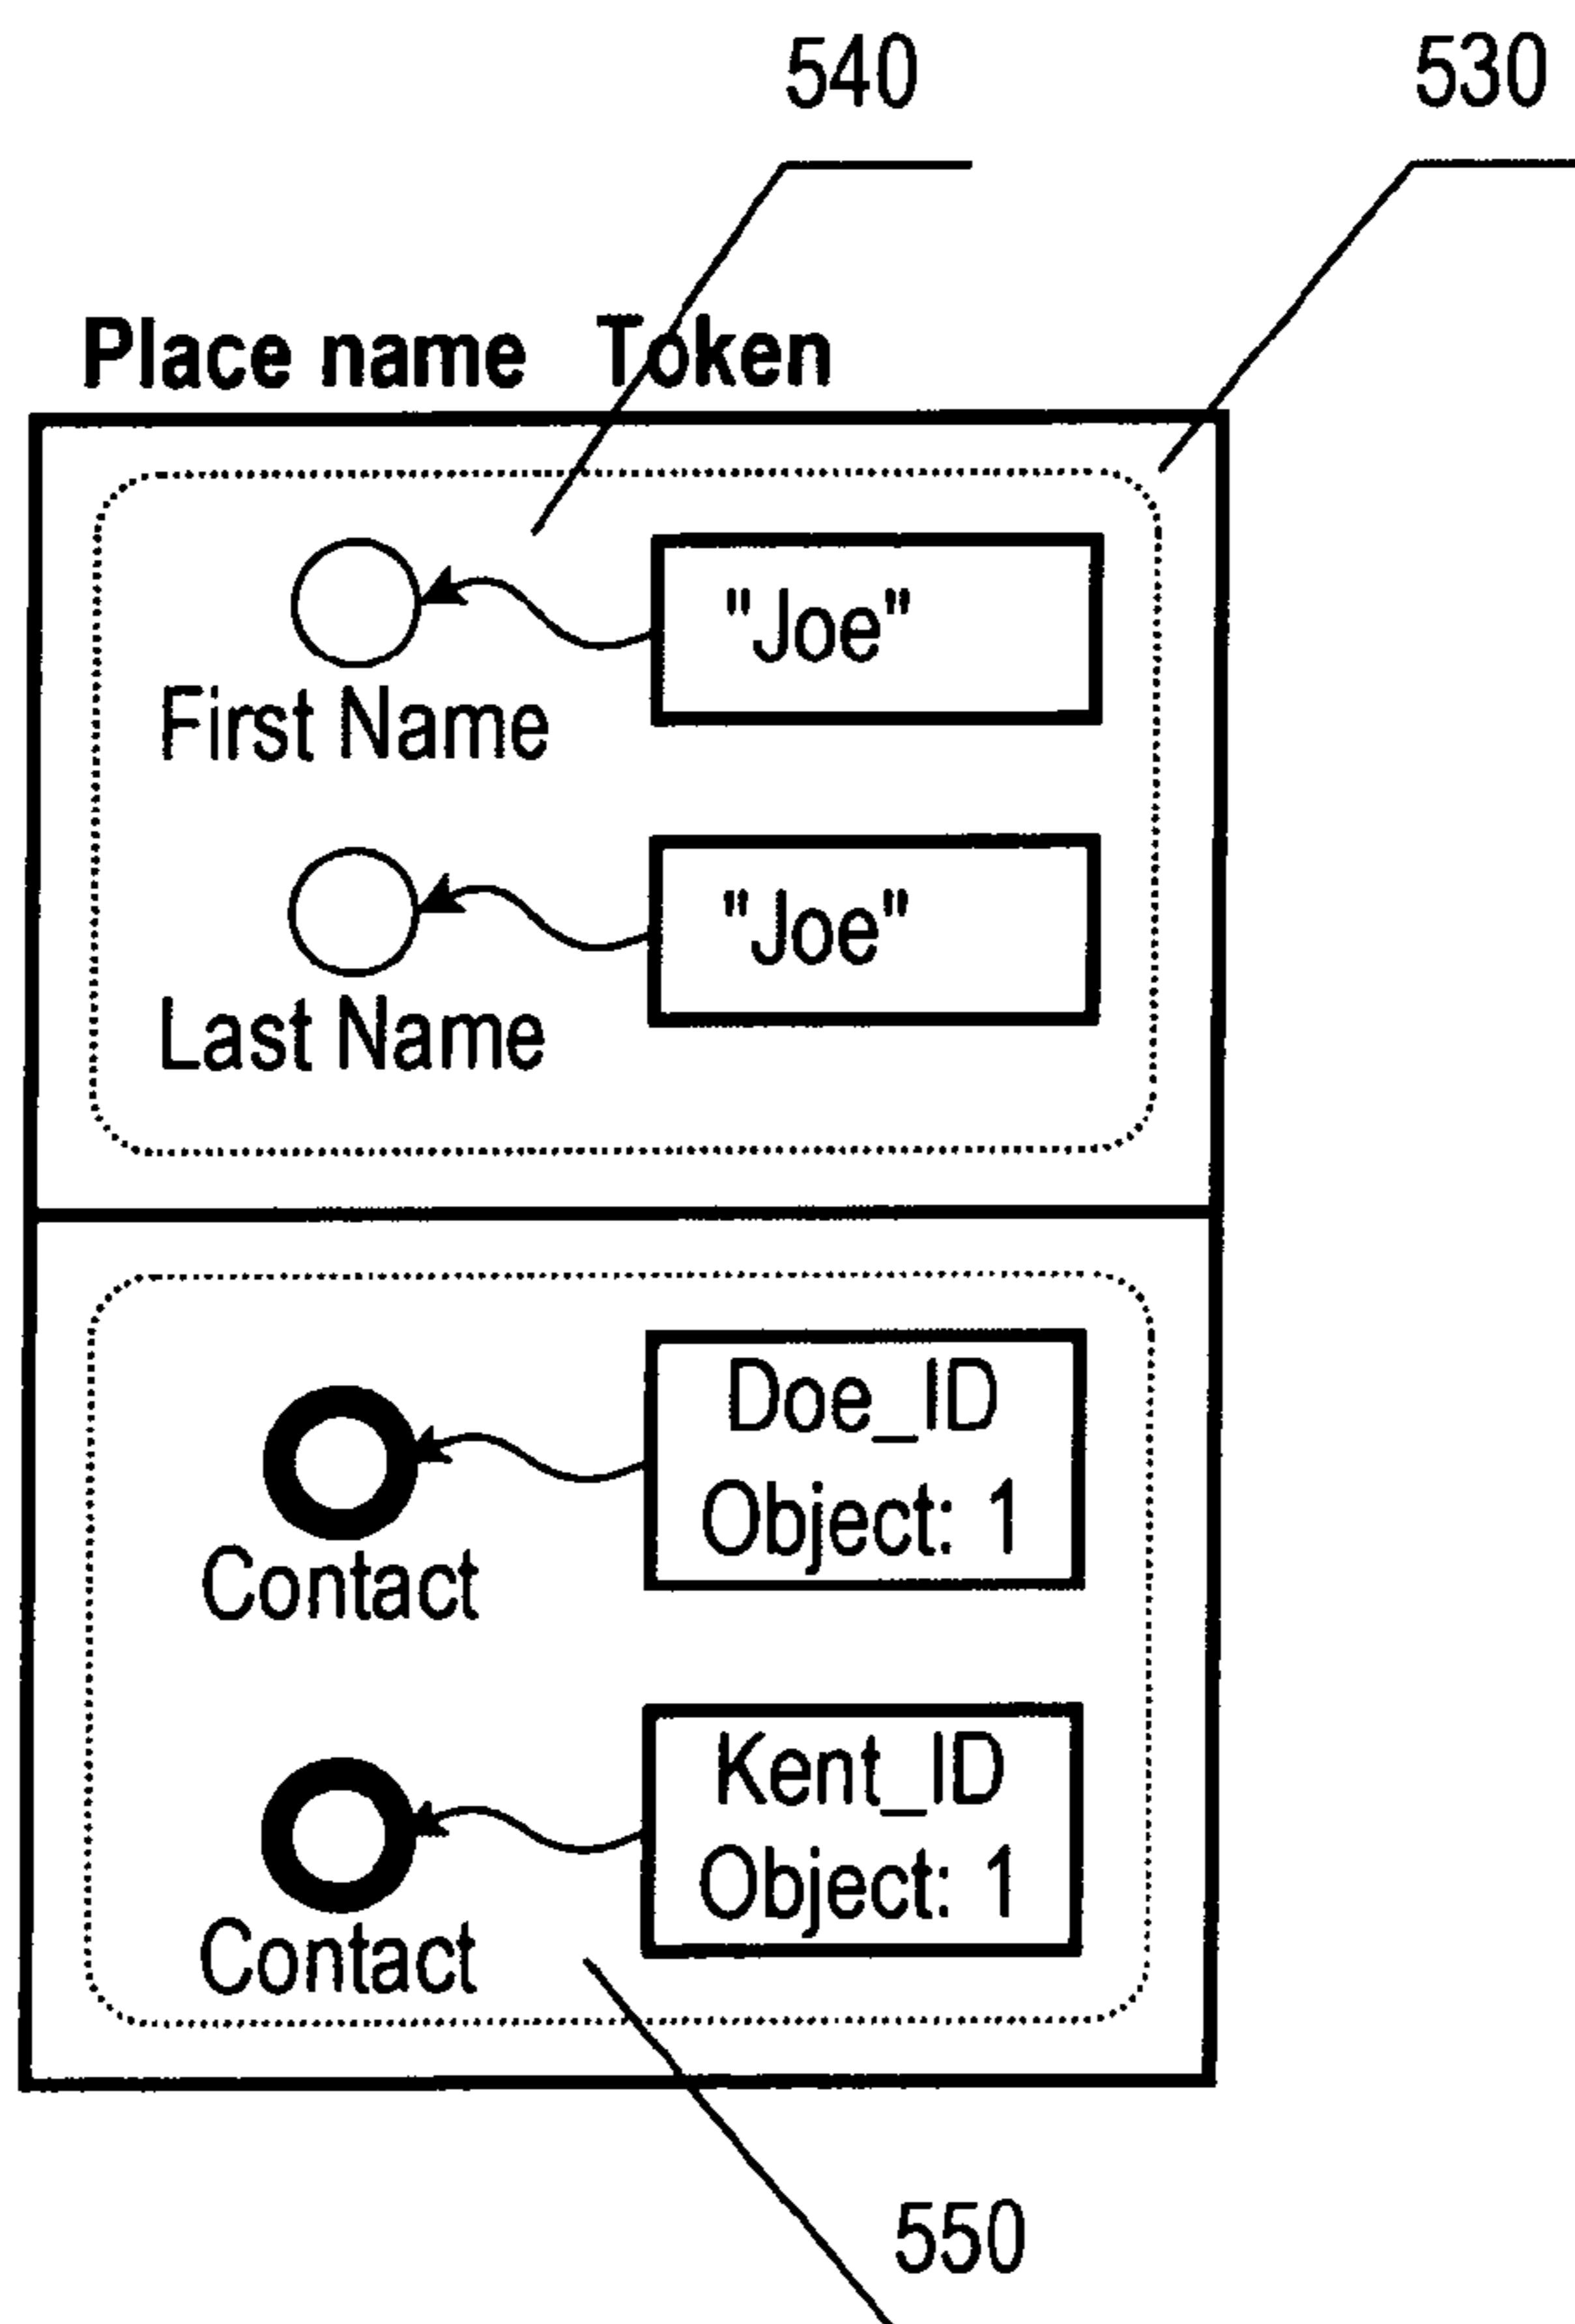 540 530
Place name Token
"Joe"
First Name
"Joe"
Last Name
Doe_ID
Object: 1
Contact
Kent_ID
Object: 1
Contact
550